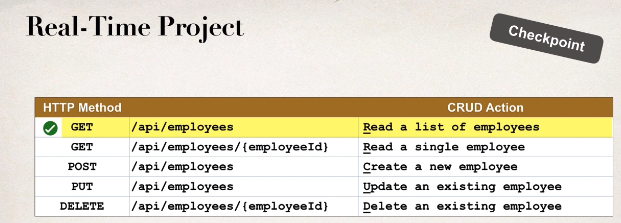 Real-Time Project
Checkpoint
HTTP Method CRUD Action
GET /api/employees Read a list of employees
GET /api/employees/{employeeId} Read a single employee
POST /api/employees Create a new employee
PUT /api/employees Update an existing employee
DELETE /api/employees/{employeeId} Delete an existing employee